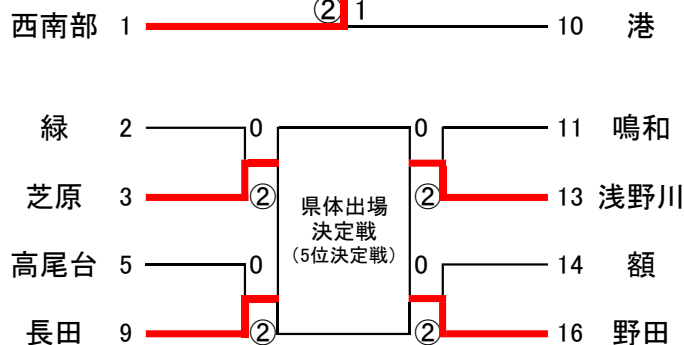 ② 1
西南部 1 10 港
緑 2 0 0 11 鳴和
芝原 3 ② ② 13 浅野川
県体出場
決定戦
(5位決定戦)
高尾台 5 0 0 14 額
長田 9 ② ② 16 野田